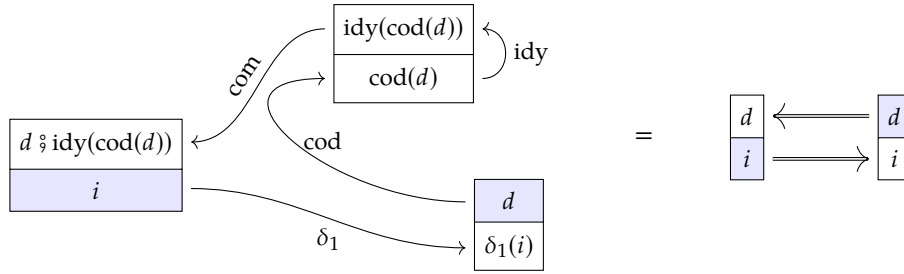 idy(cod(d))
cod(d)
idy
com
d ⨟ idy(cod(d))
i
cod
δ₁
d
δ₁(i)
=
d
i
d
i